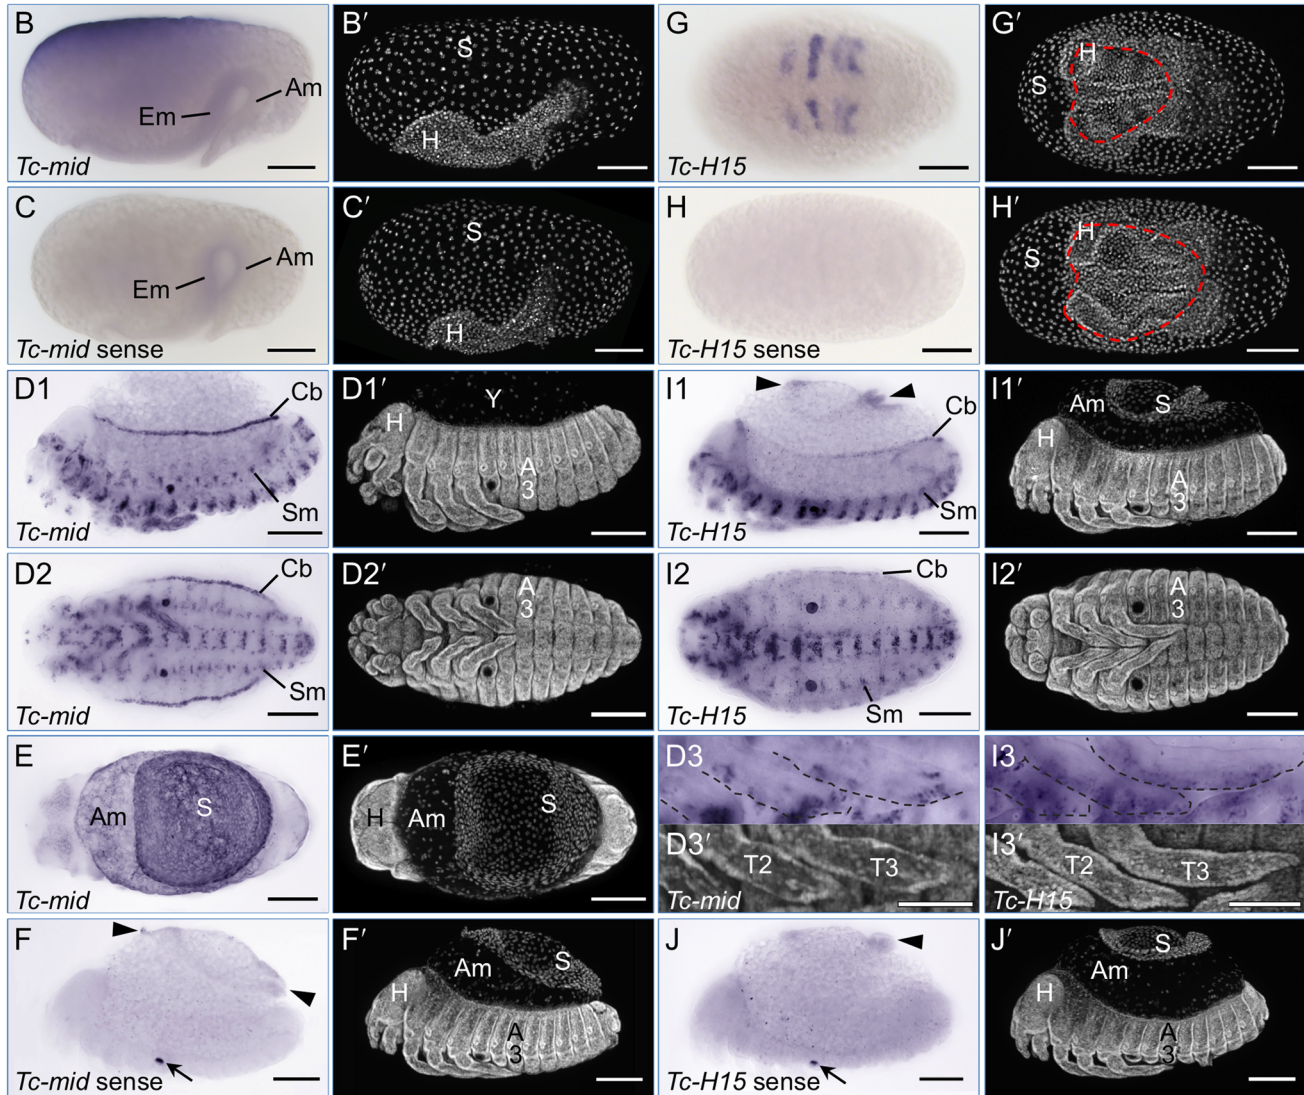 B
Am
Em
Tc-mid
B′
S
H
G
Tc-H15
G′
H
S
C
Am
Em
Tc-mid sense
C′
S
H
H
Tc-H15 sense
H′
H
S
D1
Cb
Sm
Tc-mid
D1′
Y
H
A
3
I1
Cb
Sm
Tc-H15
I1′
Am
S
H
A
3
D2
Cb
Sm
Tc-mid
D2′
A
3
I2
Cb
Sm
Tc-H15
I2′
A
3
E
Am
S
Tc-mid
E′
H
Am
S
D3
D3′
T2
T3
Tc-mid
I3
I3′
T2
T3
Tc-H15
F
Tc-mid sense
F′
Am
S
H
A
3
J
Tc-H15 sense
J′
S
Am
H
A
3